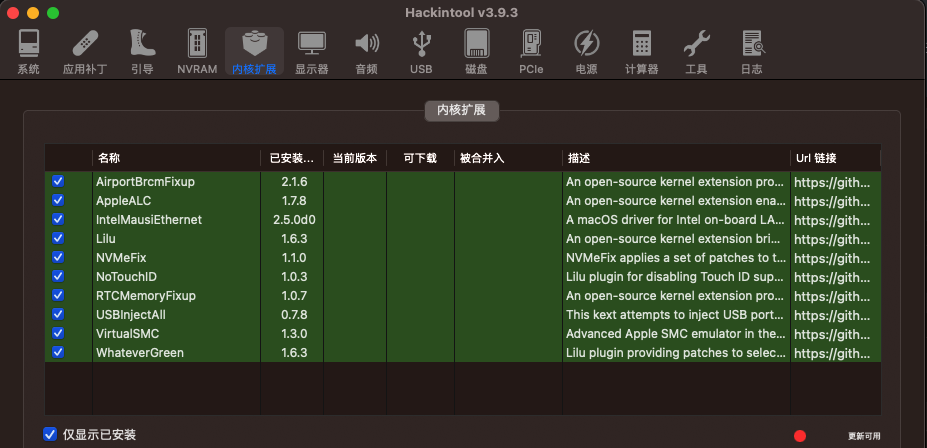 Hackintool v3.9.3
系统 应用补丁 引导 NVRAM 内核扩展 显示器 音频 USB 磁盘 PCIe 电源 计算器 工具 日志
内核扩展
名称 已安装... 当前版本 可下载 被合并入 描述 Url 链接
AirportBrcmFixup 2.1.6 An open-source kernel extension pro... https://gith...
AppleALC 1.7.8 An open-source kernel extension ena... https://gith...
IntelMausiEthernet 2.5.0d0 A macOS driver for Intel on-board LA... https://gith...
Lilu 1.6.3 An open-source kernel extension bri... https://gith...
NVMeFix 1.1.0 NVMeFix applies a set of patches to t... https://gith...
NoTouchID 1.0.3 Lilu plugin for disabling Touch ID sup... https://gith...
RTCMemoryFixup 1.0.7 An open-source kernel extension pro... https://gith...
USBInjectAll 0.7.8 This kext attempts to inject USB port... https://gith...
VirtualSMC 1.3.0 Advanced Apple SMC emulator in the... https://gith...
WhateverGreen 1.6.3 Lilu plugin providing patches to selec... https://gith...
仅显示已安装 更新可用